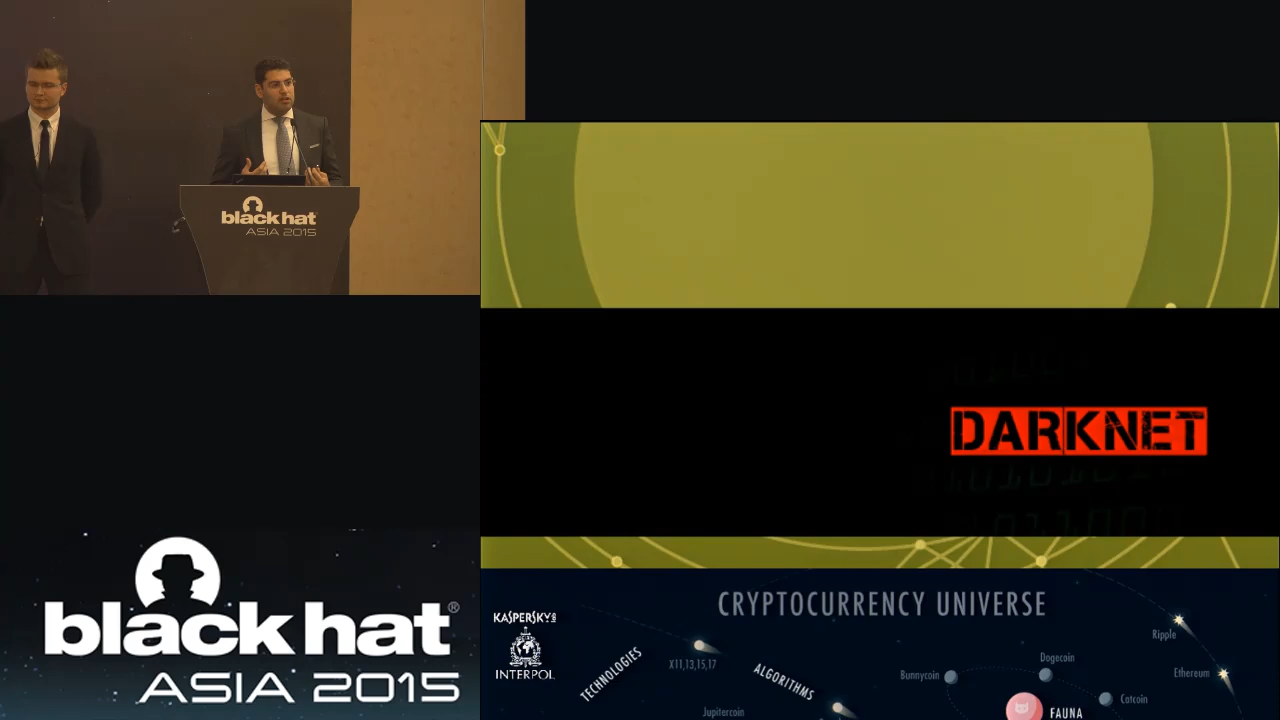 black hat
ASIA 2015
DARKNET
CRYPTOCURRENCY UNIVERSE
KASPERSKY LAB
INTERPOL
TECHNOLOGIES
X11,13,15,17
ALGORITHMS
Jupitercoin
Bunnycoin
Dogecoin
Catcoin
FAUNA
Ripple
Ethereum
black hat®
ASIA 2015